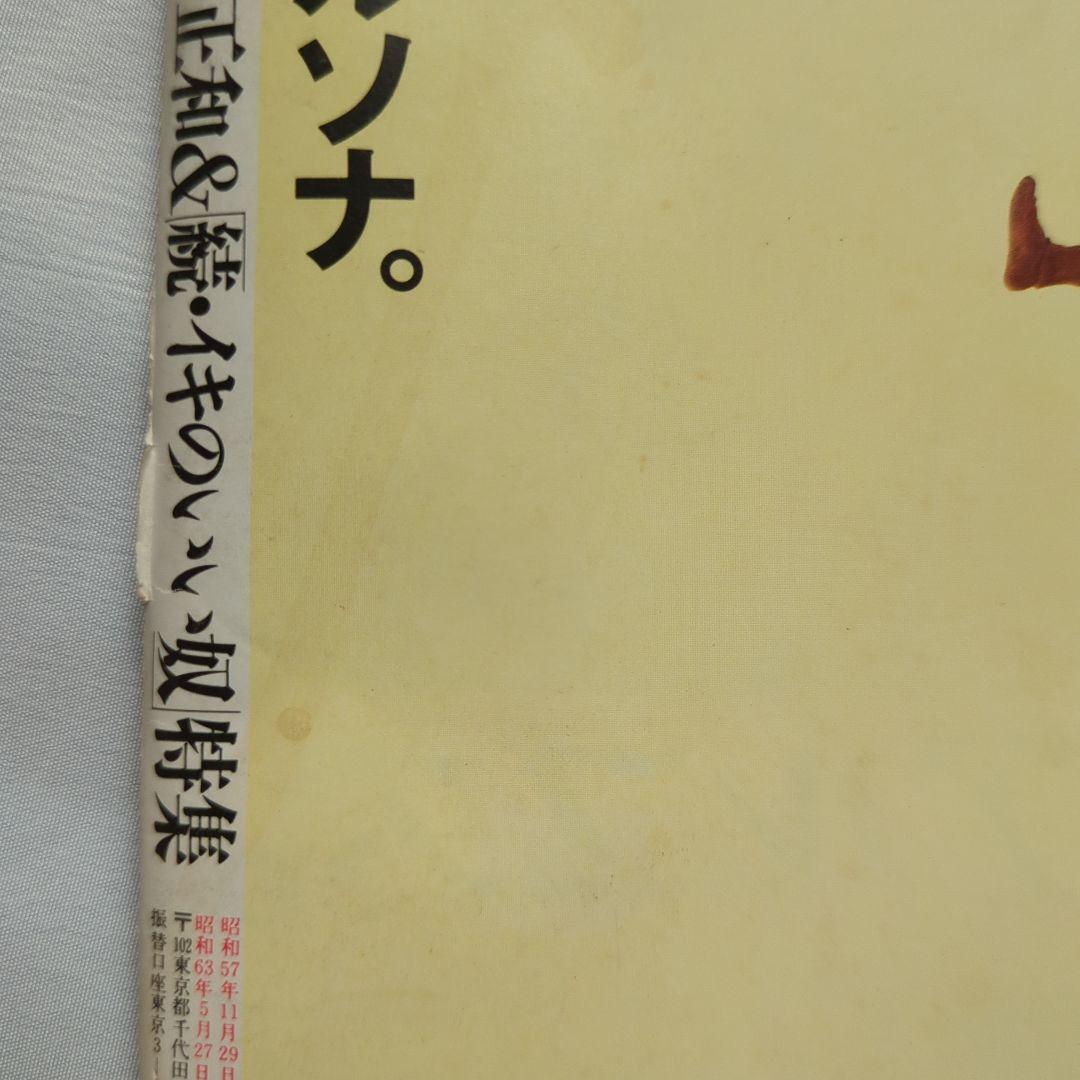 ルソナ。
正和&「続・イキのいい奴」特集
昭和57年11月29日
昭和63年5月27日
〒102東京都千代田
振替口座東京3